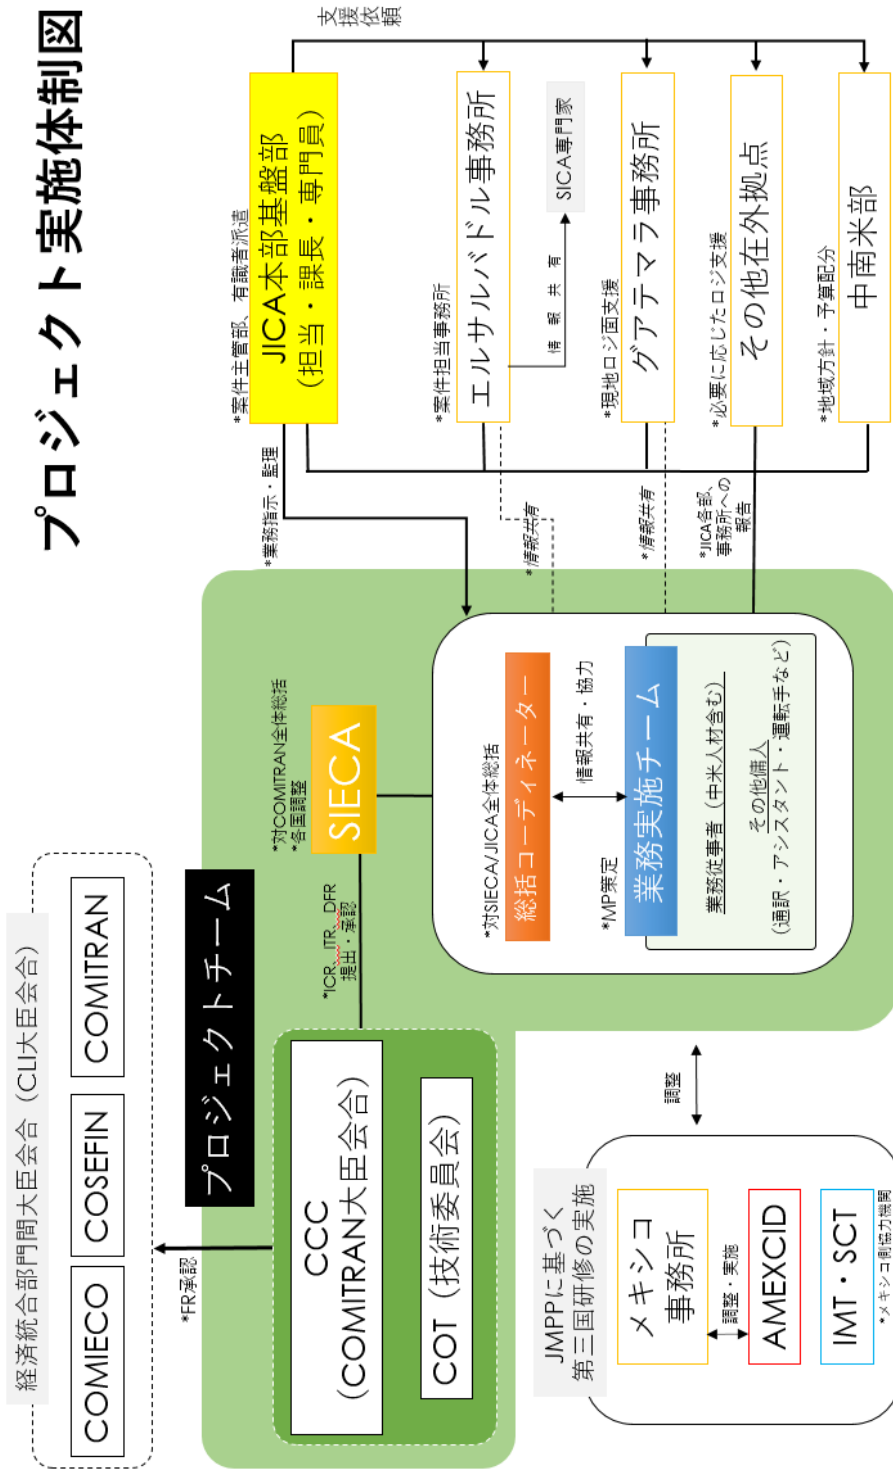 プロジェクト実施体制図
経済統合部門間大臣会合（CLI大臣会合）
COMIECO
COSEFIN
COMITRAN
*FR承認
プロジェクトチーム
CCC
(COMITRAN大臣会合)
COT（技術委員会）
*ICR、ITR、DFR
提出・承認
*対COMITRAN全体総括
*各国調整
SIECA
*対SIECA/JICA全体総括
総括コーディネーター
情報共有・協力
*MP策定
業務実施チーム
業務従事者（中米人材含む）
その他傭人
（通訳・アシスタント・運転手など）
JMPPに基づく
第三国研修の実施
メキシコ
事務所
調整・実施
AMEXCID
IMT・SCT
*メキシコ側協力機関
調整
*業務指示・監理
*情報共有
*情報共有
*JICA各部、
事務所への
報告
*案件主管部、有識者派遣
JICA本部基盤部
（担当・課長・専門員）
支援
依頼
*案件担当事務所
エルサルバドル事務所
情報共有
SICA専門家
*現地ロジ面支援
グアテマラ事務所
*必要に応じたロジ支援
その他在外拠点
*地域方針・予算配分
中南米部